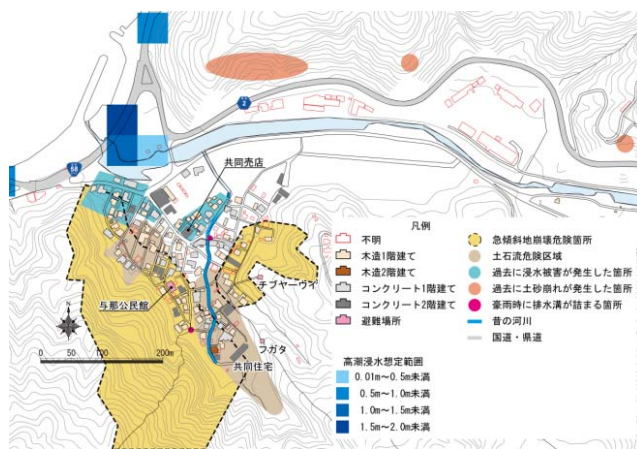 2
58
共同売店
チブヤーウイ
与那公民館
フガタ
共同住宅
N
0 50 100 200m
凡例
不明
木造1階建て
木造2階建て
コンクリート1階建て
コンクリート2階建て
避難場所
急傾斜地崩壊危険箇所
土石流危険区域
過去に浸水被害が発生した箇所
過去に土砂崩れが発生した箇所
豪雨時に排水溝が詰まる箇所
昔の河川
国道・県道
高潮浸水想定範囲
0.01m～0.5m未満
0.5m～1.0m未満
1.0m～1.5m未満
1.5m～2.0m未満